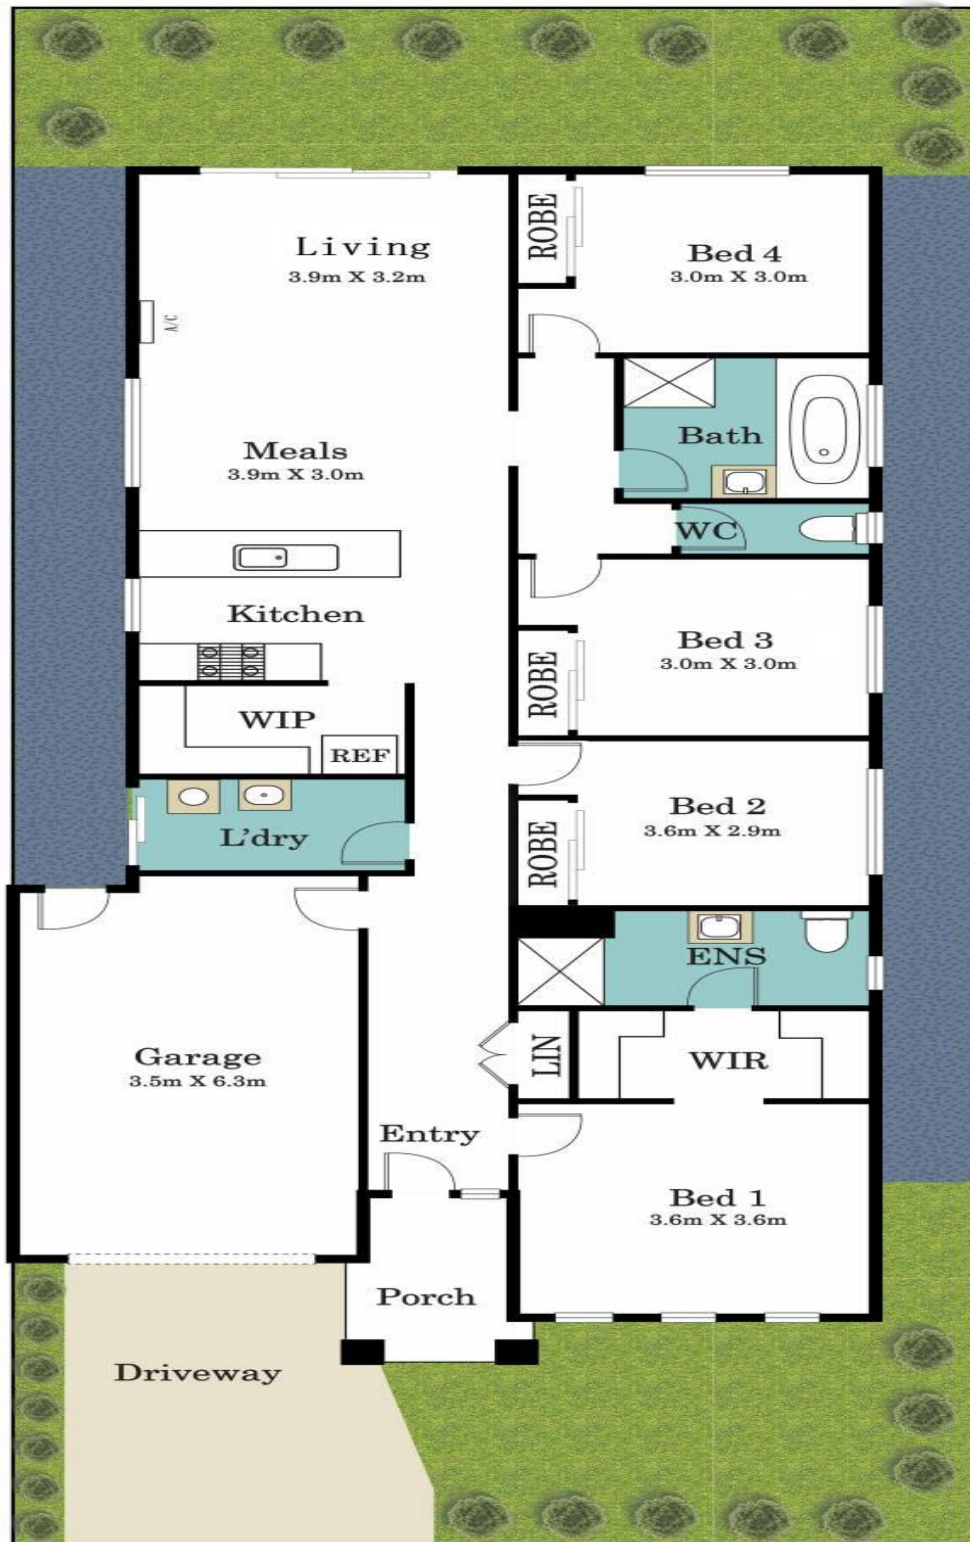 Living
3.9m X 3.2m
ROBE
Bed 4
3.0m X 3.0m
A/C
Meals
3.9m X 3.0m
Bath
WC
Kitchen
Bed 3
3.0m X 3.0m
ROBE
WIP
REF
Bed 2
3.6m X 2.9m
ROBE
L'dry
ENS
Garage
3.5m X 6.3m
LIN
WIR
Entry
Bed 1
3.6m X 3.6m
Porch
Driveway